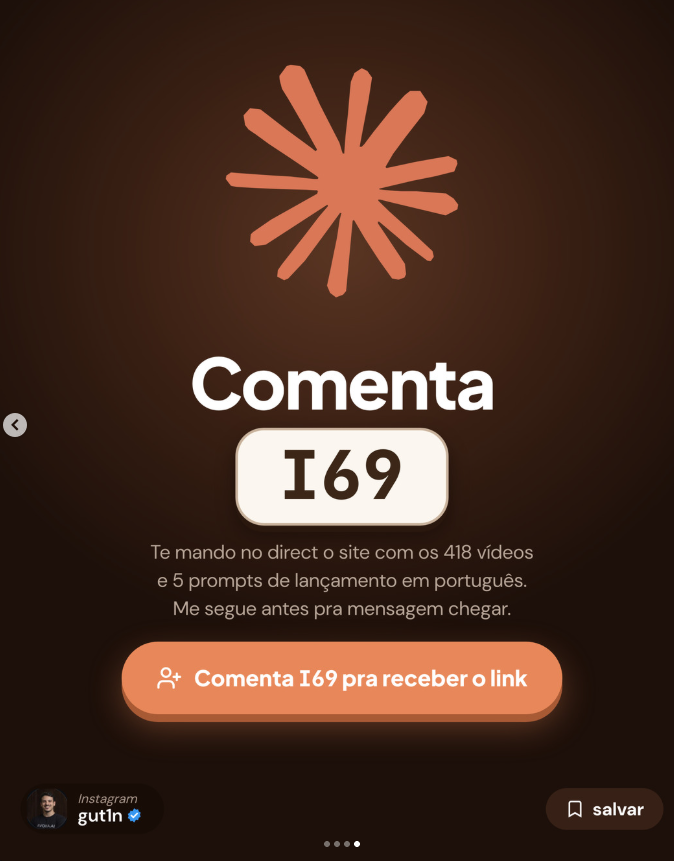 Comenta
I69
Te mando no direct o site com os 418 vídeos
e 5 prompts de lançamento em português.
Me segue antes pra mensagem chegar.
Comenta I69 pra receber o link
Instagram
gut1n
salvar